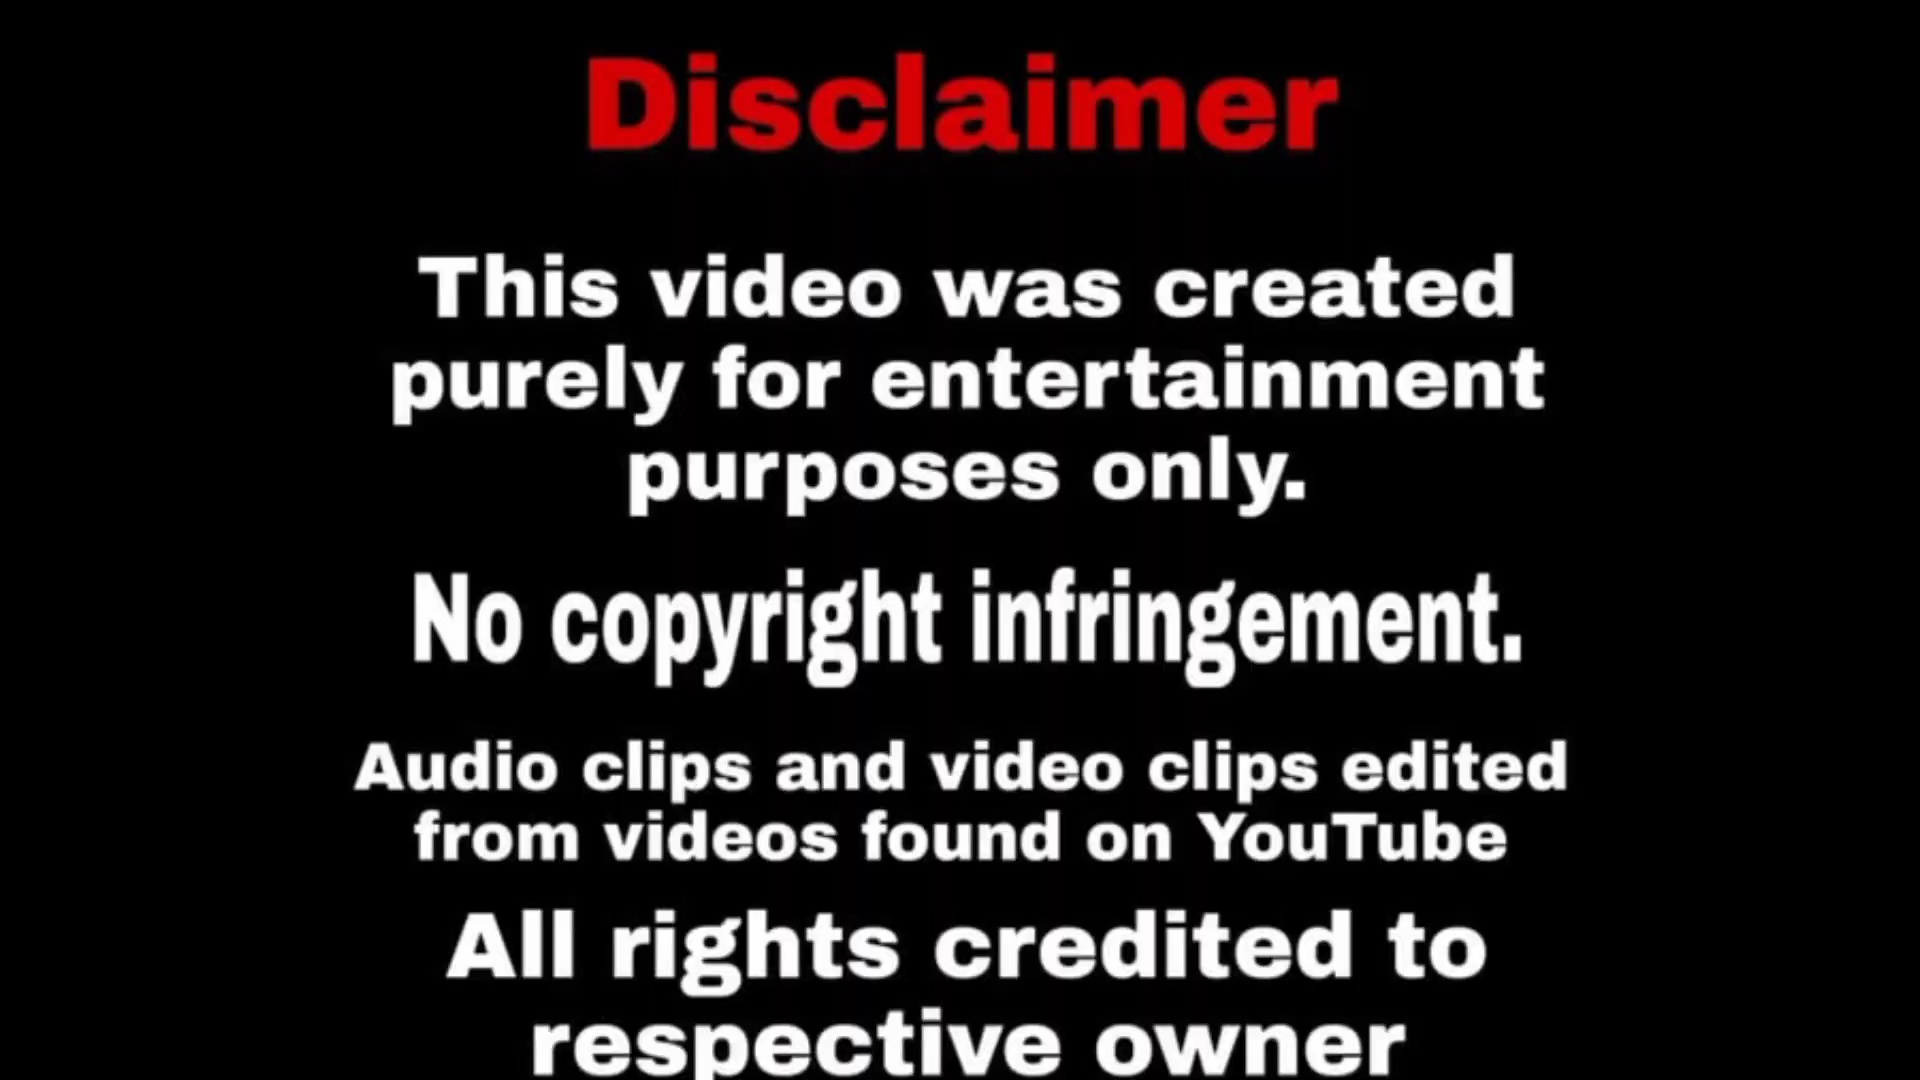 Disclaimer
This video was created
purely for entertainment
purposes only.
No copyright infringement.
Audio clips and video clips edited
from videos found on YouTube
All rights credited to
respective owner